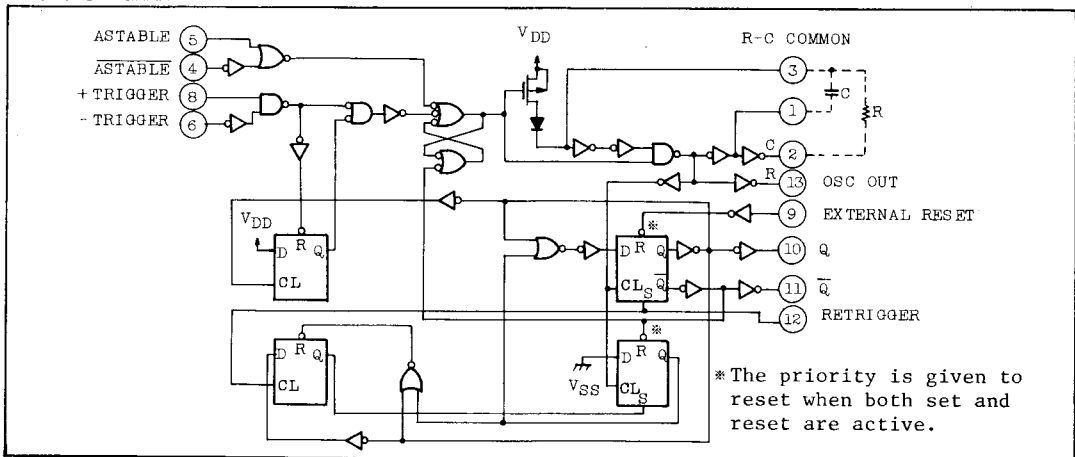 ASTABLE 5
ASTABLE 4
+ TRIGGER 8
- TRIGGER 6
VDD
R-C COMMON
3
C
R
1
C
2
R
13 OSC OUT
9 EXTERNAL RESET
10 Q
11 Q
12 RETRIGGER
VDD
D R Q
CL
※
D R Q
CL S Q
D R Q
CL
※
D R Q
CL S
VSS
※ The priority is given to
reset when both set and
reset are active.